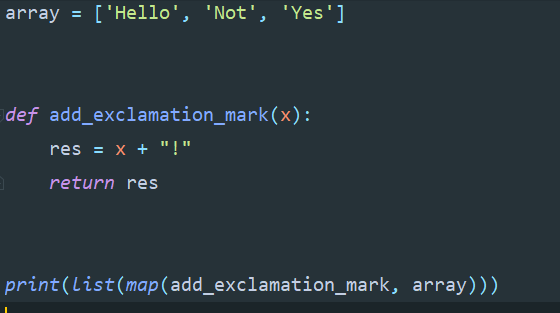 array = ['Hello', 'Not', 'Yes']
def add_exclamation_mark(x):
    res = x + "!"
    return res
print(list(map(add_exclamation_mark, array)))